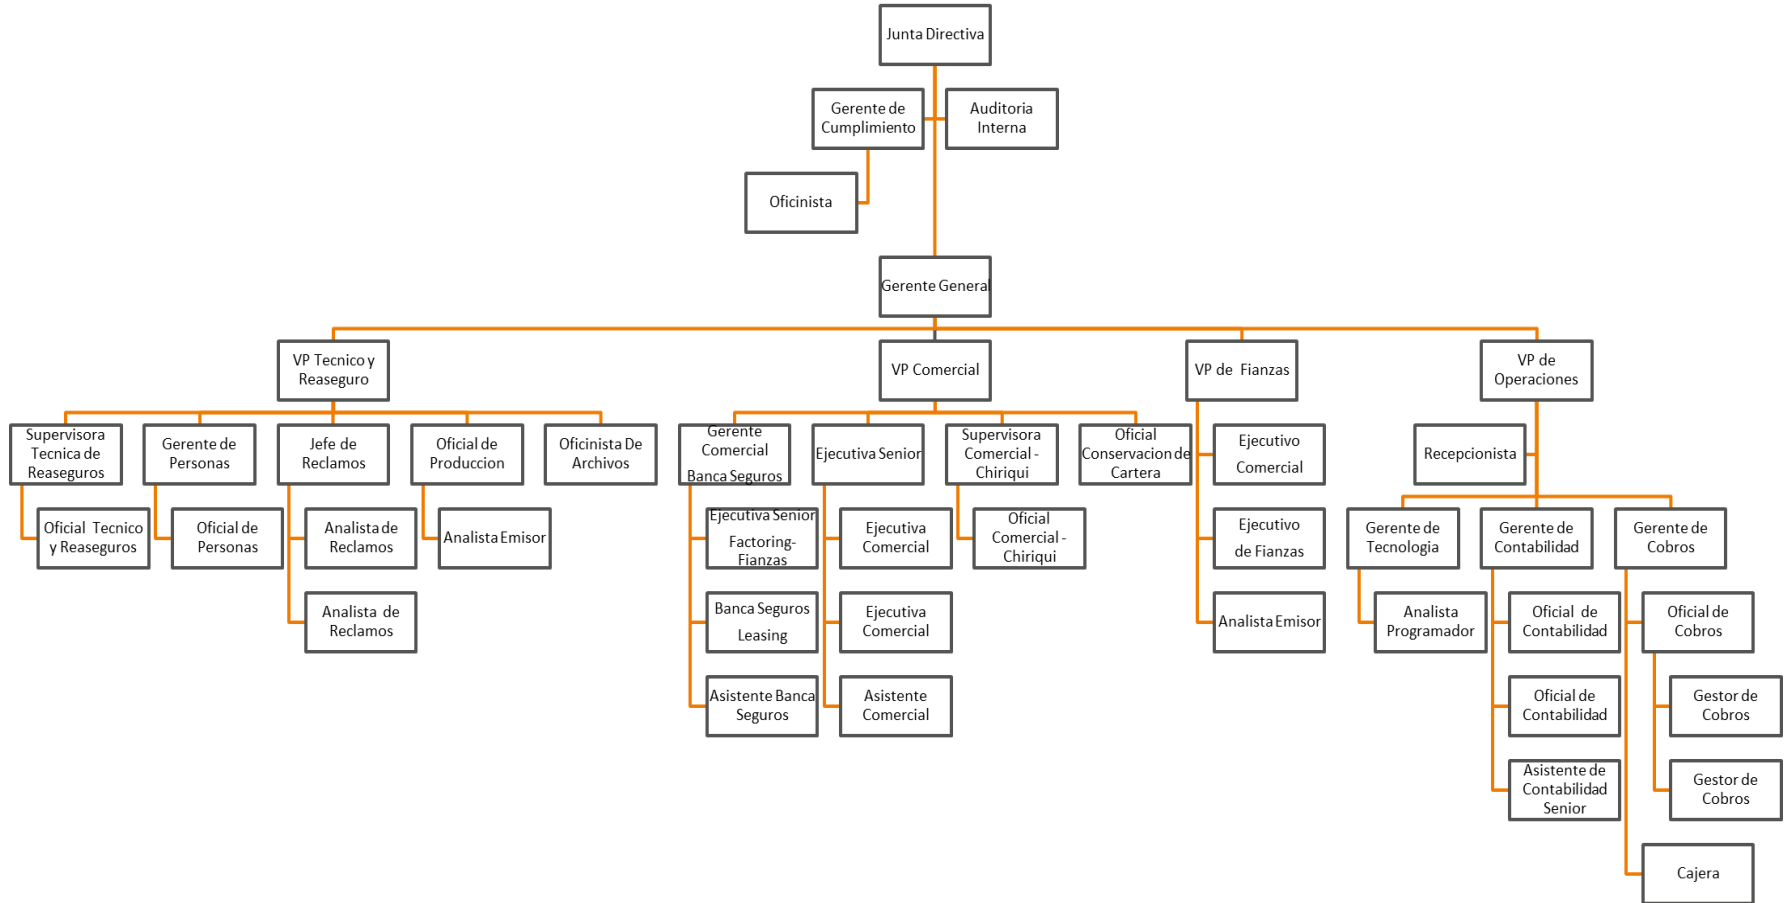 Junta Directiva
Gerente de
Cumplimiento
Auditoria
Interna
Oficinista
Gerente General
VP Tecnico y
Reaseguro
VP Comercial
VP de Fianzas
VP de
Operaciones
Supervisora
Tecnica de
Reaseguros
Gerente de
Personas
Jefe de
Reclamos
Oficial de
Produccion
Oficinista De
Archivos
Gerente
Comercial
Banca Seguros
Ejecutiva Senior
Supervisora
Comercial -
Chiriqui
Oficial
Conservacion de
Cartera
Ejecutivo
Comercial
Recepcionista
Oficial Tecnico
y Reaseguros
Oficial de
Personas
Analista de
Reclamos
Analista Emisor
Ejecutiva Senior
Factoring-
Fianzas
Ejecutiva
Comercial
Oficial
Comercial -
Chiriqui
Ejecutivo
de Fianzas
Gerente de
Tecnologia
Gerente de
Contabilidad
Gerente de
Cobros
Analista de
Reclamos
Banca Seguros
Leasing
Ejecutiva
Comercial
Analista Emisor
Analista
Programador
Oficial de
Contabilidad
Oficial de
Cobros
Asistente Banca
Seguros
Asistente
Comercial
Oficial de
Contabilidad
Gestor de
Cobros
Asistente de
Contabilidad
Senior
Gestor de
Cobros
Cajera